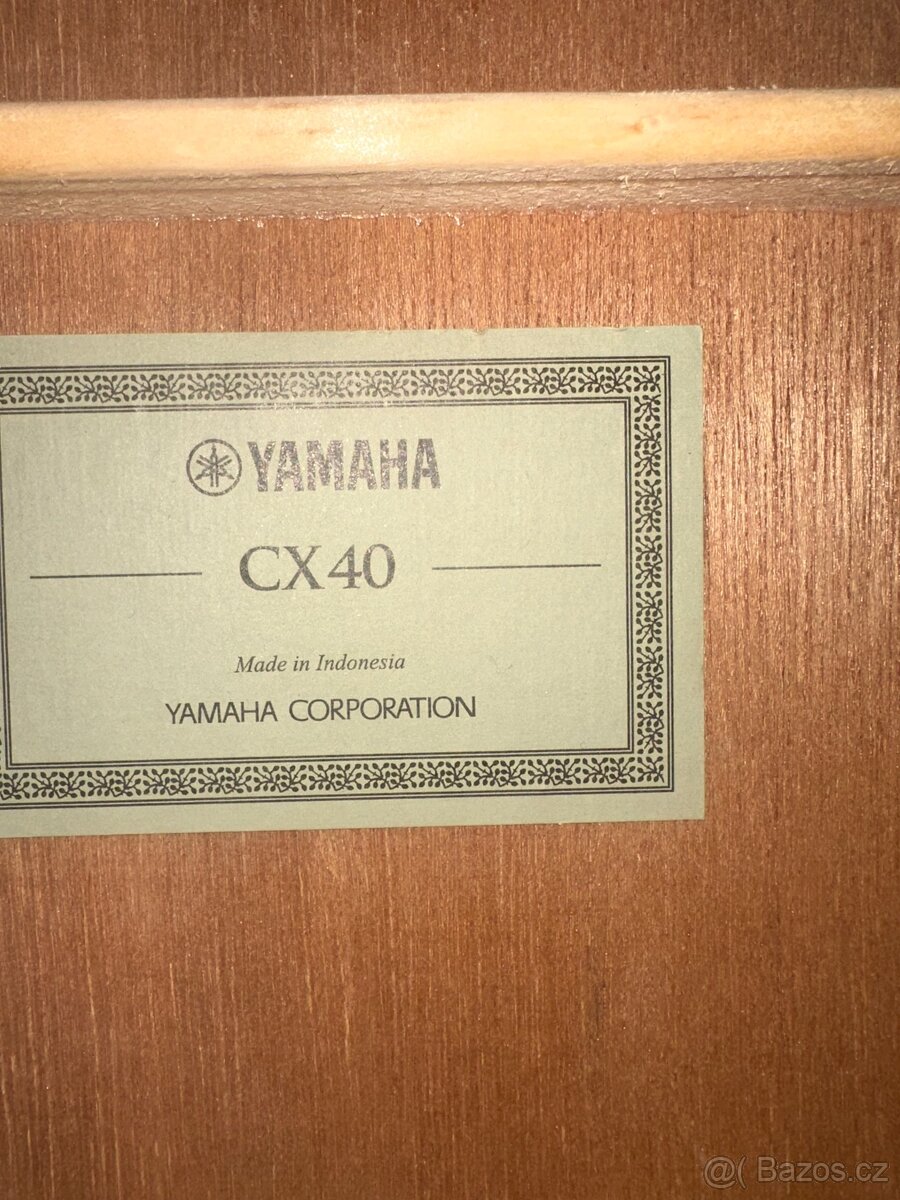 YAMAHA
CX40
Made in Indonesia
YAMAHA CORPORATION
@( Bazos.cz